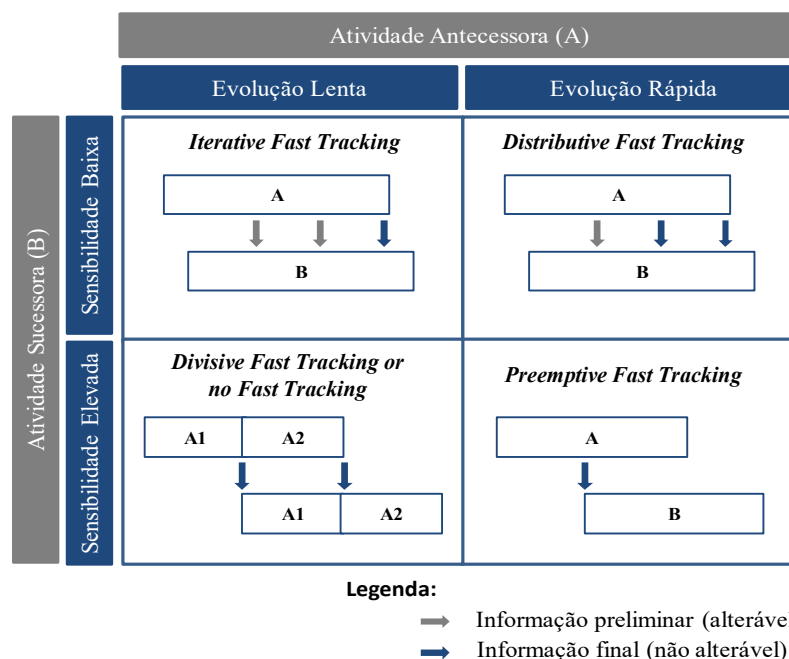 Atividade Antecessora (A)
Evolução Lenta
Evolução Rápida
Atividade Sucessora (B)
Sensibilidade Baixa
Iterative Fast Tracking
A
B
Distributive Fast Tracking
A
B
Sensibilidade Elevada
Divisive Fast Tracking or
no Fast Tracking
A1 A2
A1 A2
Preemptive Fast Tracking
A
B
Legenda:
Informação preliminar (alterável
Informação final (não alterável)